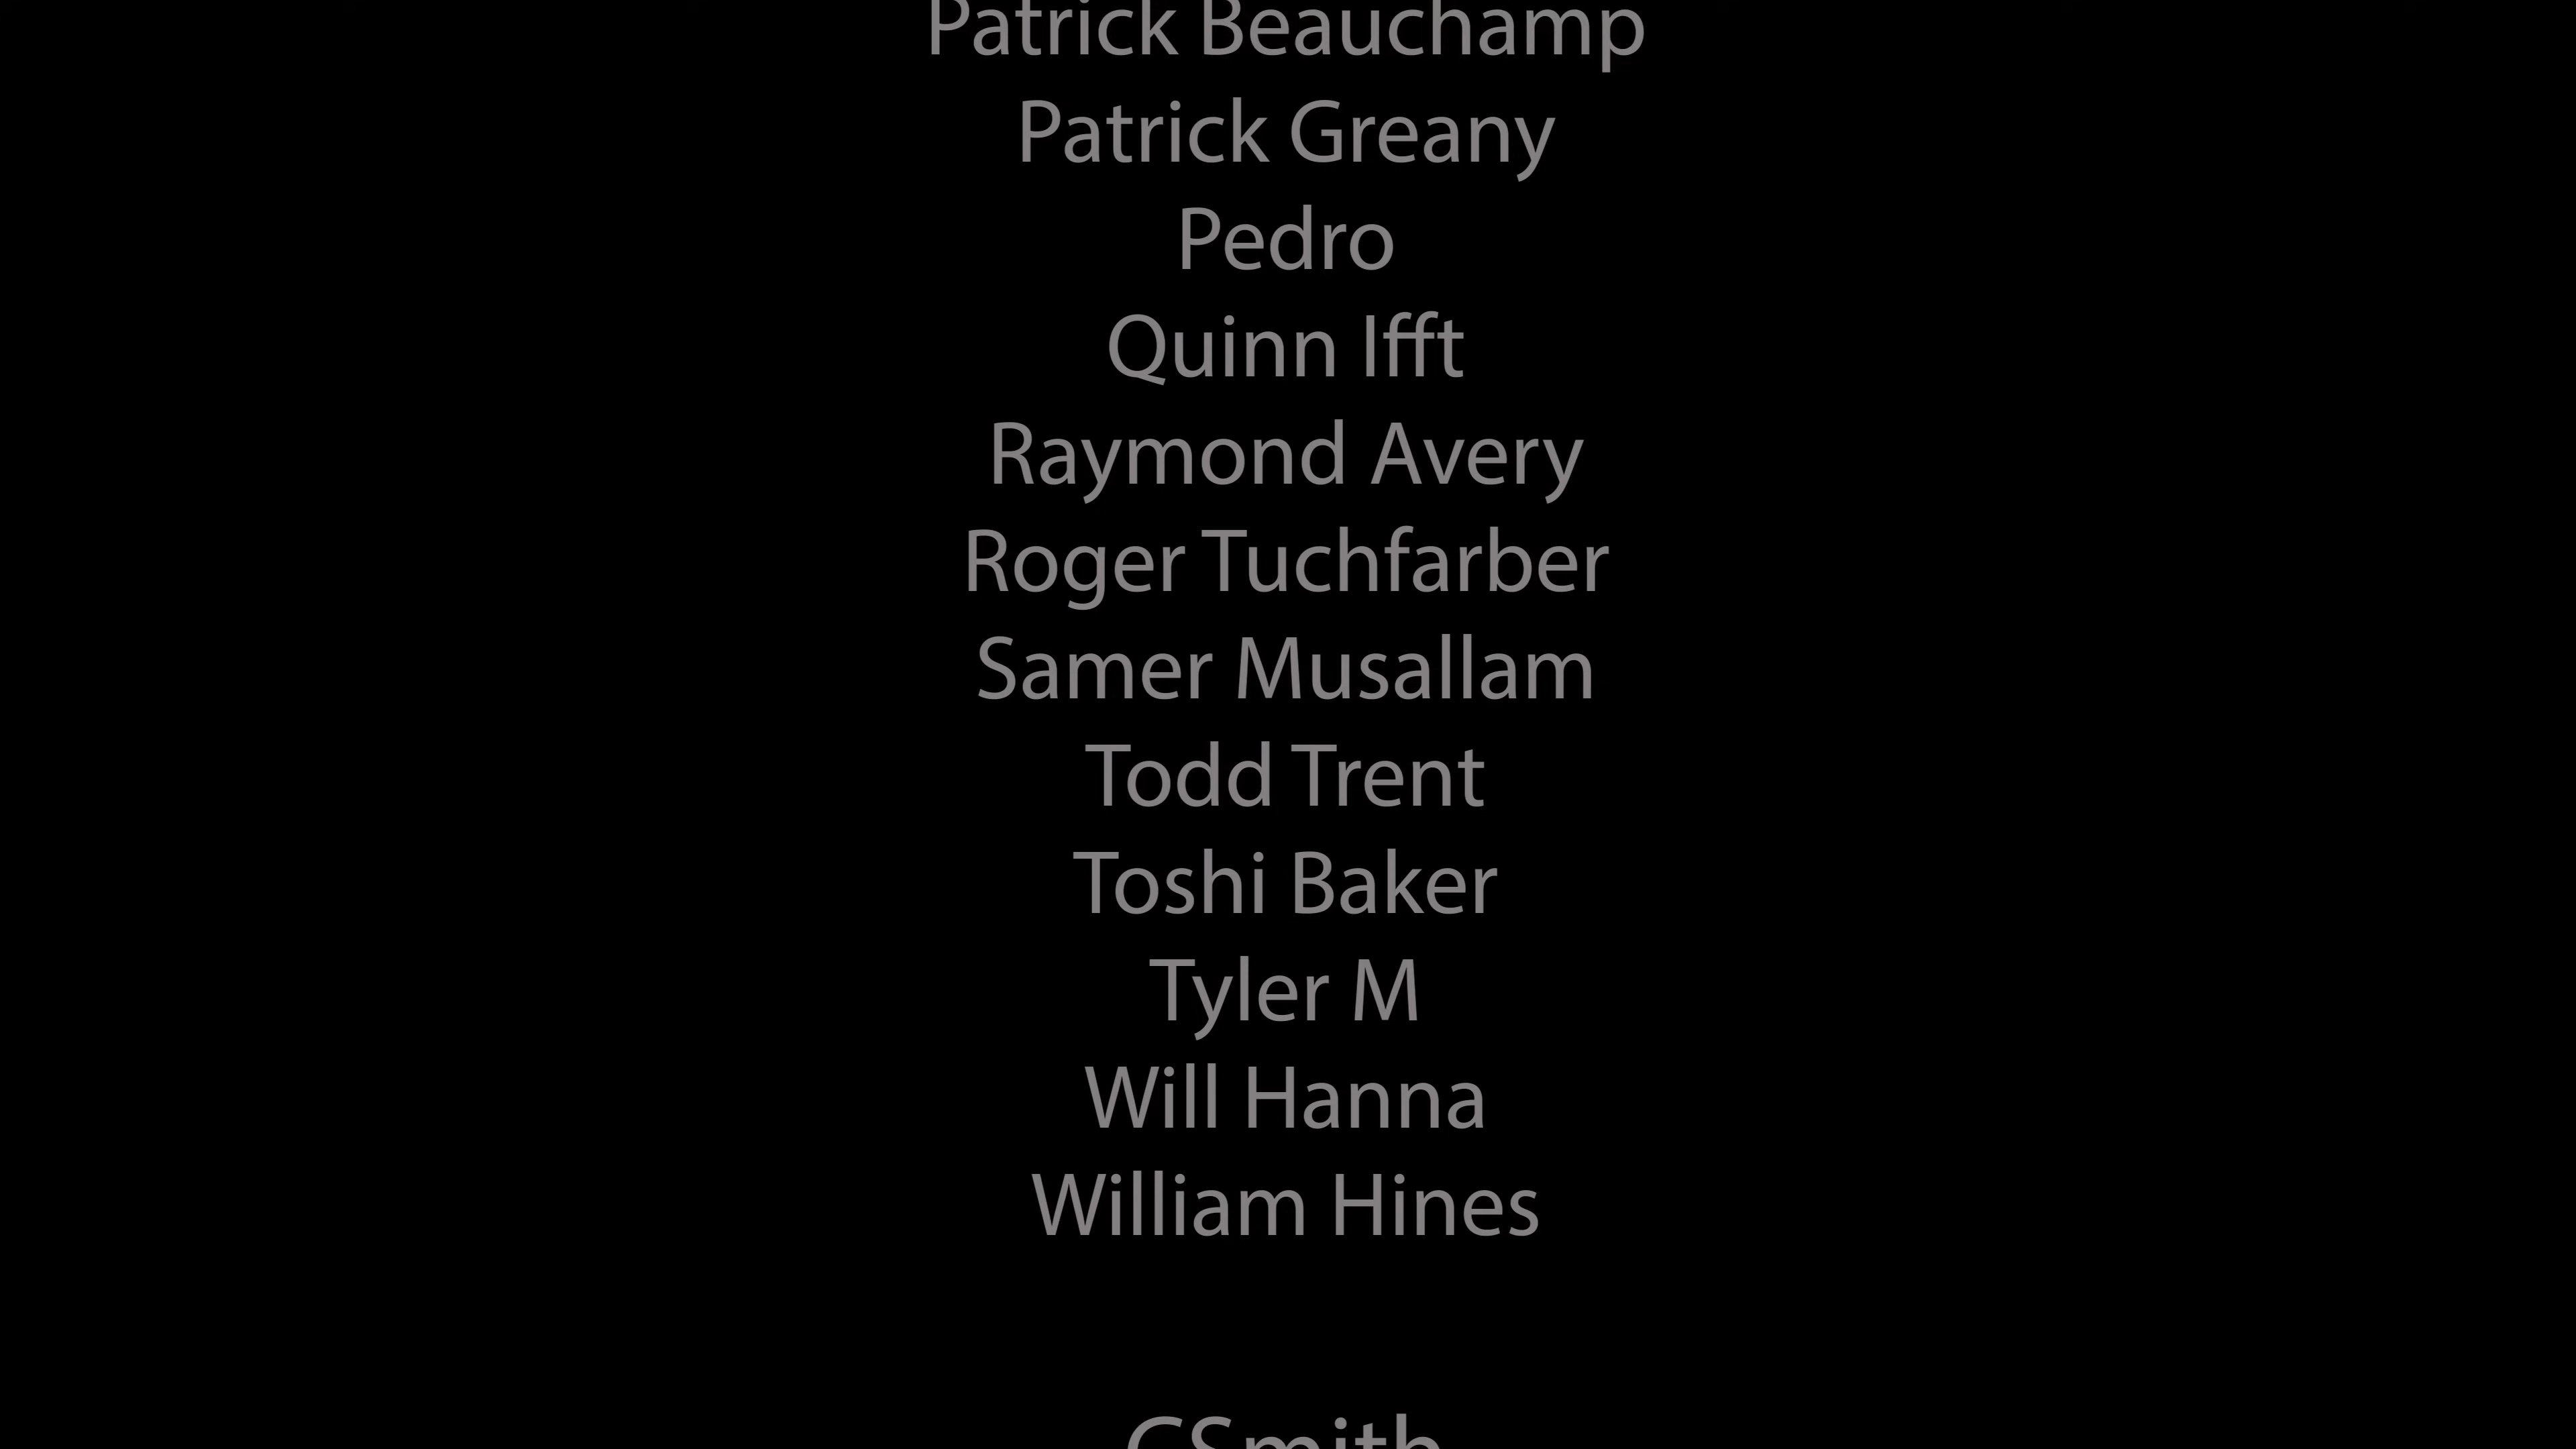 Patrick Beauchamp
Patrick Greany
Pedro
Quinn Ifft
Raymond Avery
Roger Tuchfarber
Samer Musallam
Todd Trent
Toshi Baker
Tyler M
Will Hanna
William Hines
CSmith